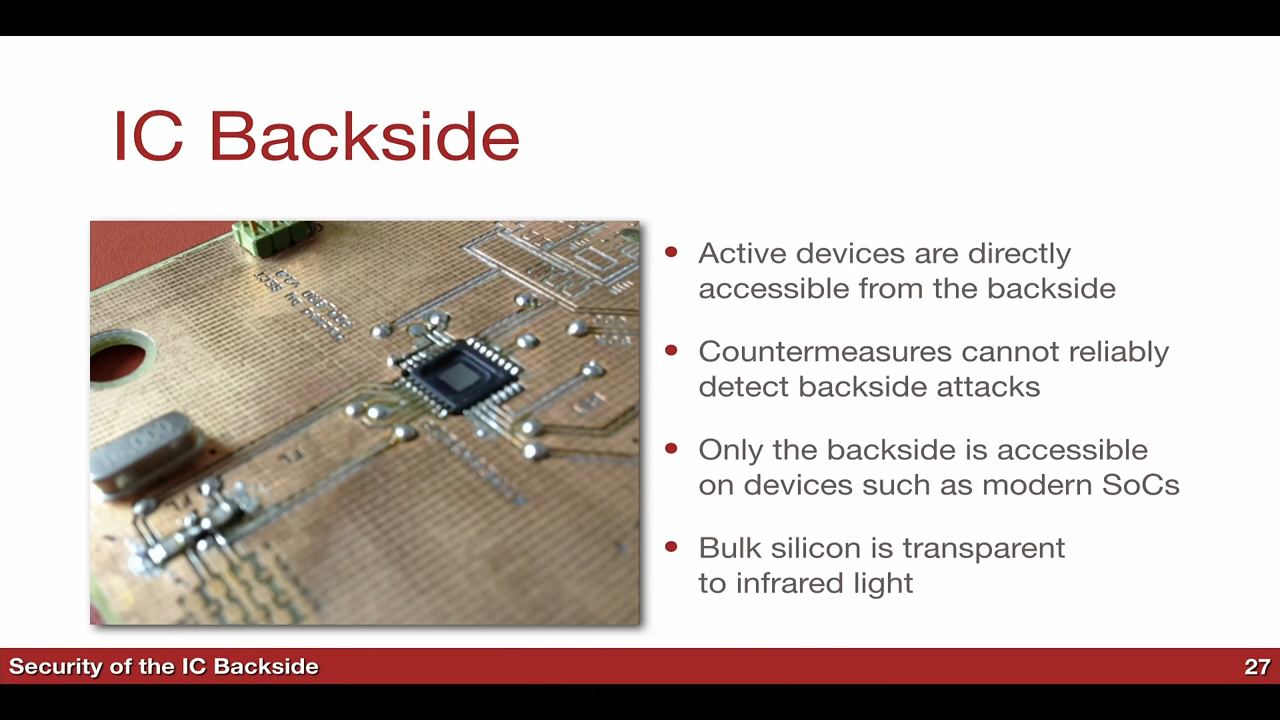 IC Backside
• Active devices are directly
accessible from the backside
• Countermeasures cannot reliably
detect backside attacks
• Only the backside is accessible
on devices such as modern SoCs
• Bulk silicon is transparent
to infrared light
Security of the IC Backside
27